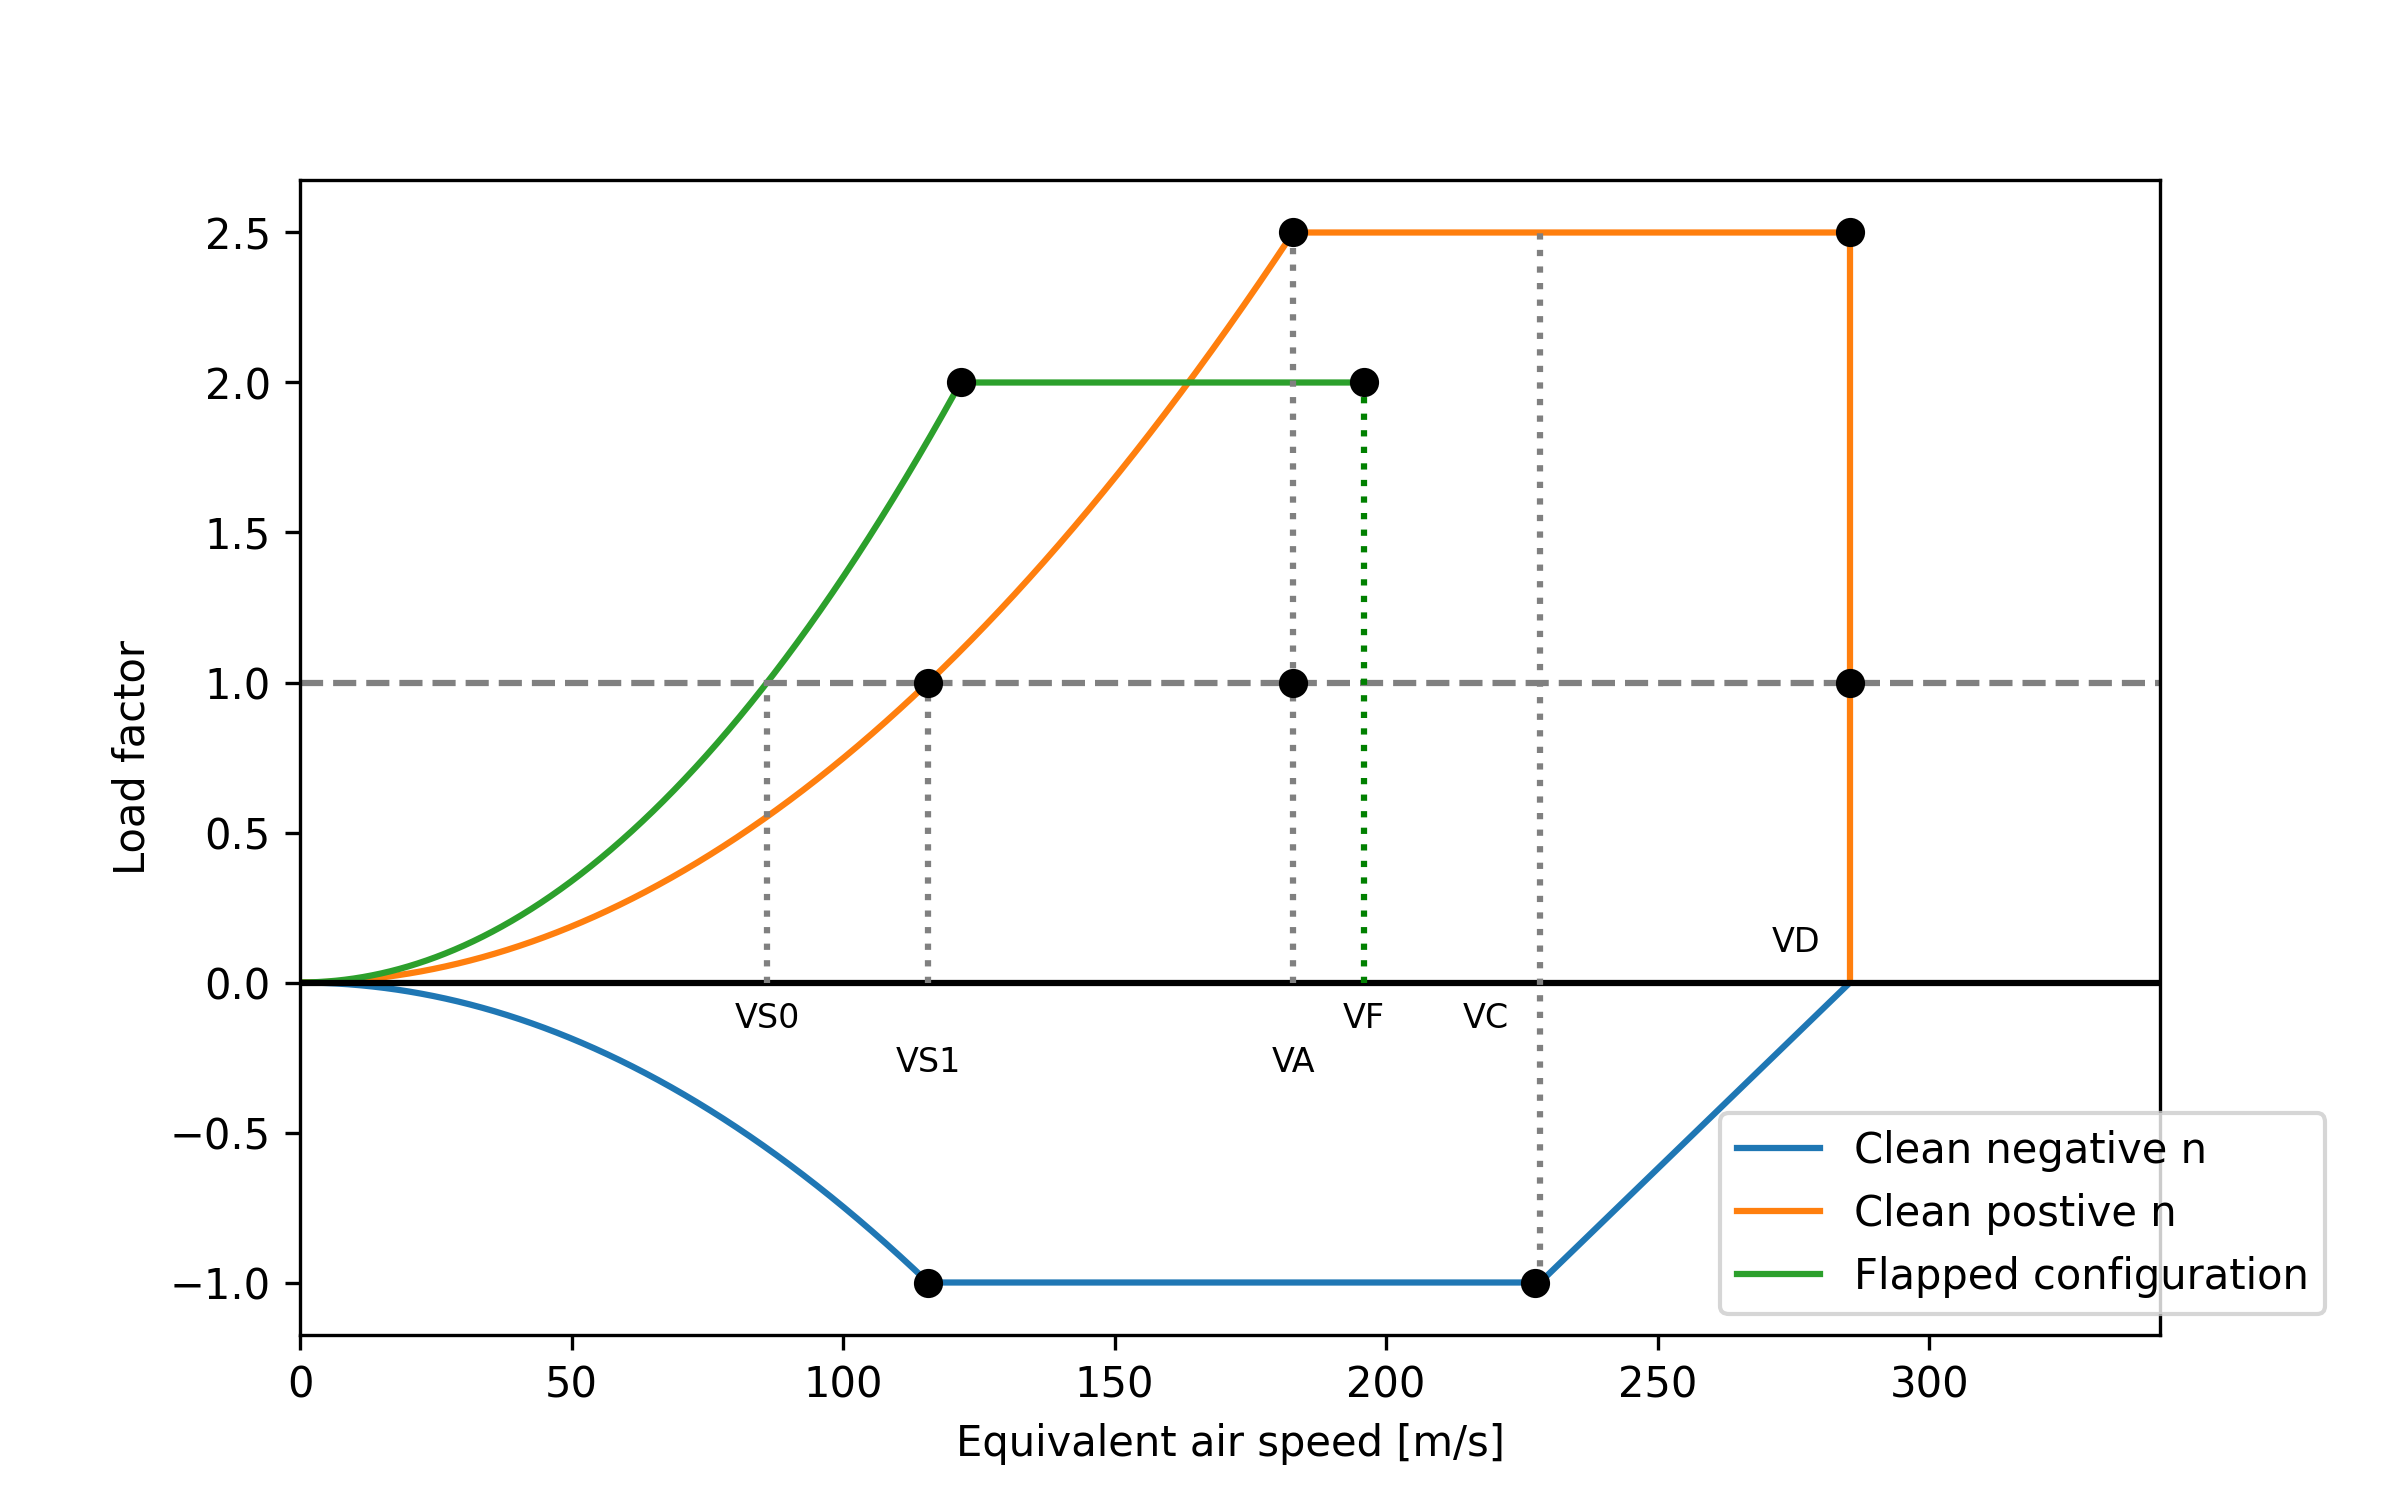 2.5
2.0
1.5
1.0
0.5
0.0
−0.5
−1.0
Load factor
VD
VS0
VF
VC
VS1
VA
Clean negative n
Clean postive n
Flapped configuration
0 50 100 150 200 250 300
Equivalent air speed [m/s]